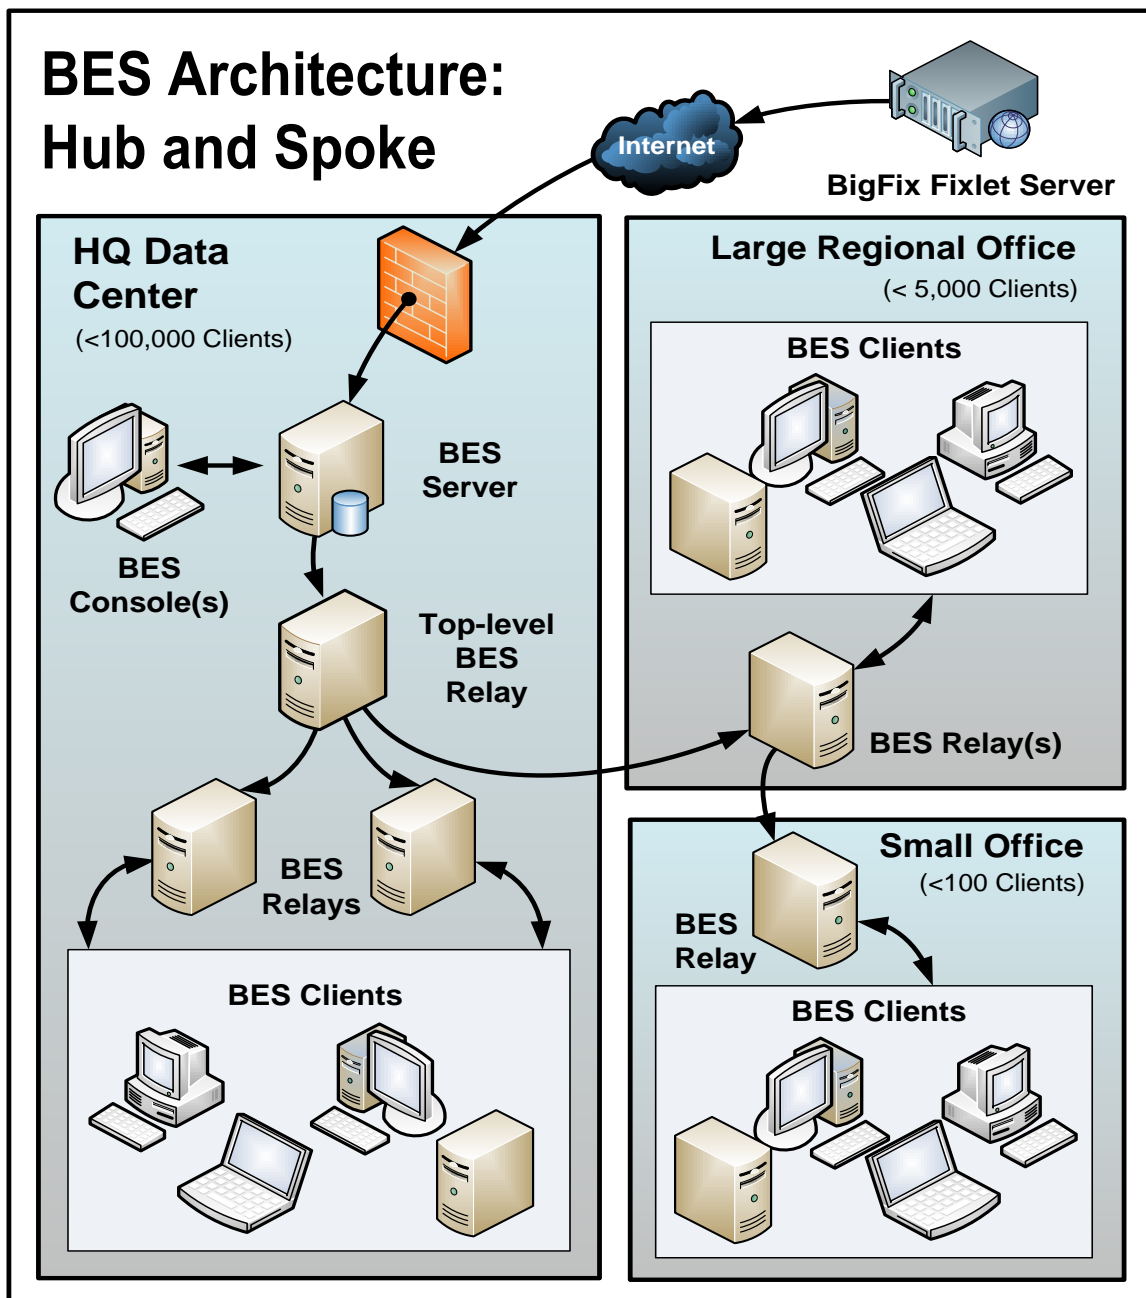 BES Architecture:
Hub and Spoke
Internet
BigFix Fixlet Server
HQ Data
Center
(<100,000 Clients)
BES
Server
BES
Console(s)
Top-level
BES
Relay
BES
Relays
BES Clients
Large Regional Office
(< 5,000 Clients)
BES Clients
BES Relay(s)
Small Office
(<100 Clients)
BES
Relay
BES Clients